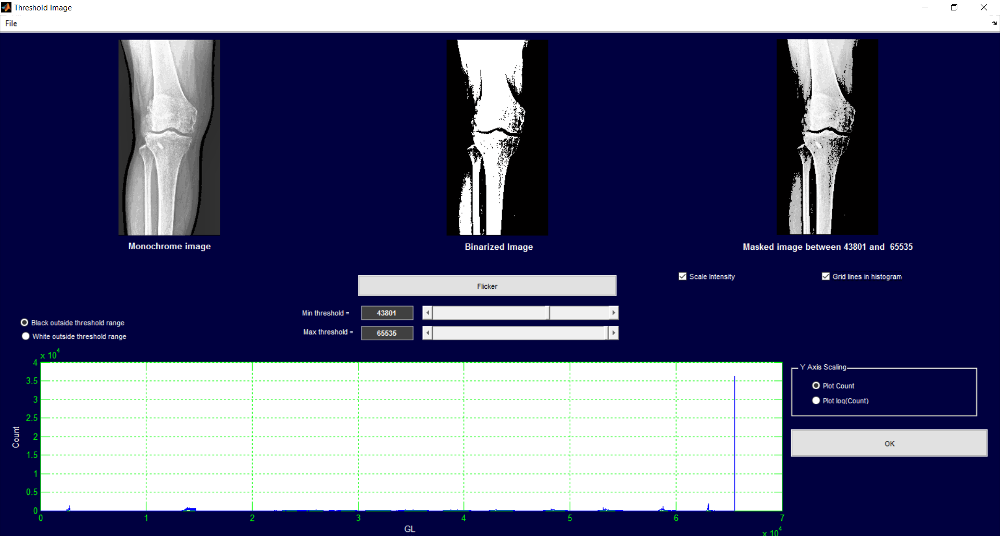 Threshold Image
File
Monochrome image
Binarized Image
Masked image between 43801 and  65535
Scale Intensity
Grid lines in histogram
Flicker
Min threshold =
43801
Max threshold =
65535
Black outside threshold range
White outside threshold range
x 10^4
4
3.5
3
2.5
2
1.5
1
0.5
0
Count
0 1 2 3 4 5 6 7
GL
x 10^4
Y Axis Scaling
Plot Count
Plot log(Count)
OK